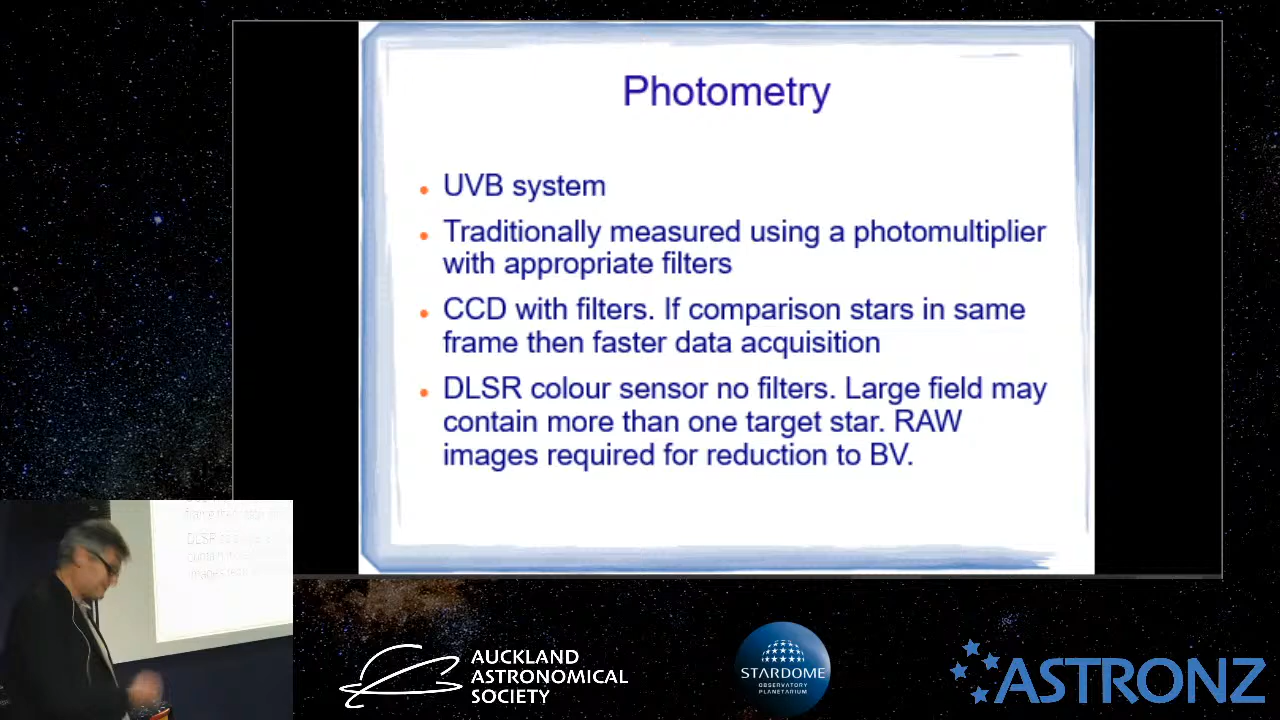 Photometry
UVB system
Traditionally measured using a photomultiplier
with appropriate filters
CCD with filters. If comparison stars in same
frame then faster data acquisition
DLSR colour sensor no filters. Large field may
contain more than one target star. RAW
images required for reduction to BV.
DLSR
AUCKLAND
ASTRONOMICAL
SOCIETY
STARDOME
OBSERVATORY
PLANETARIUM
ASTRONZ